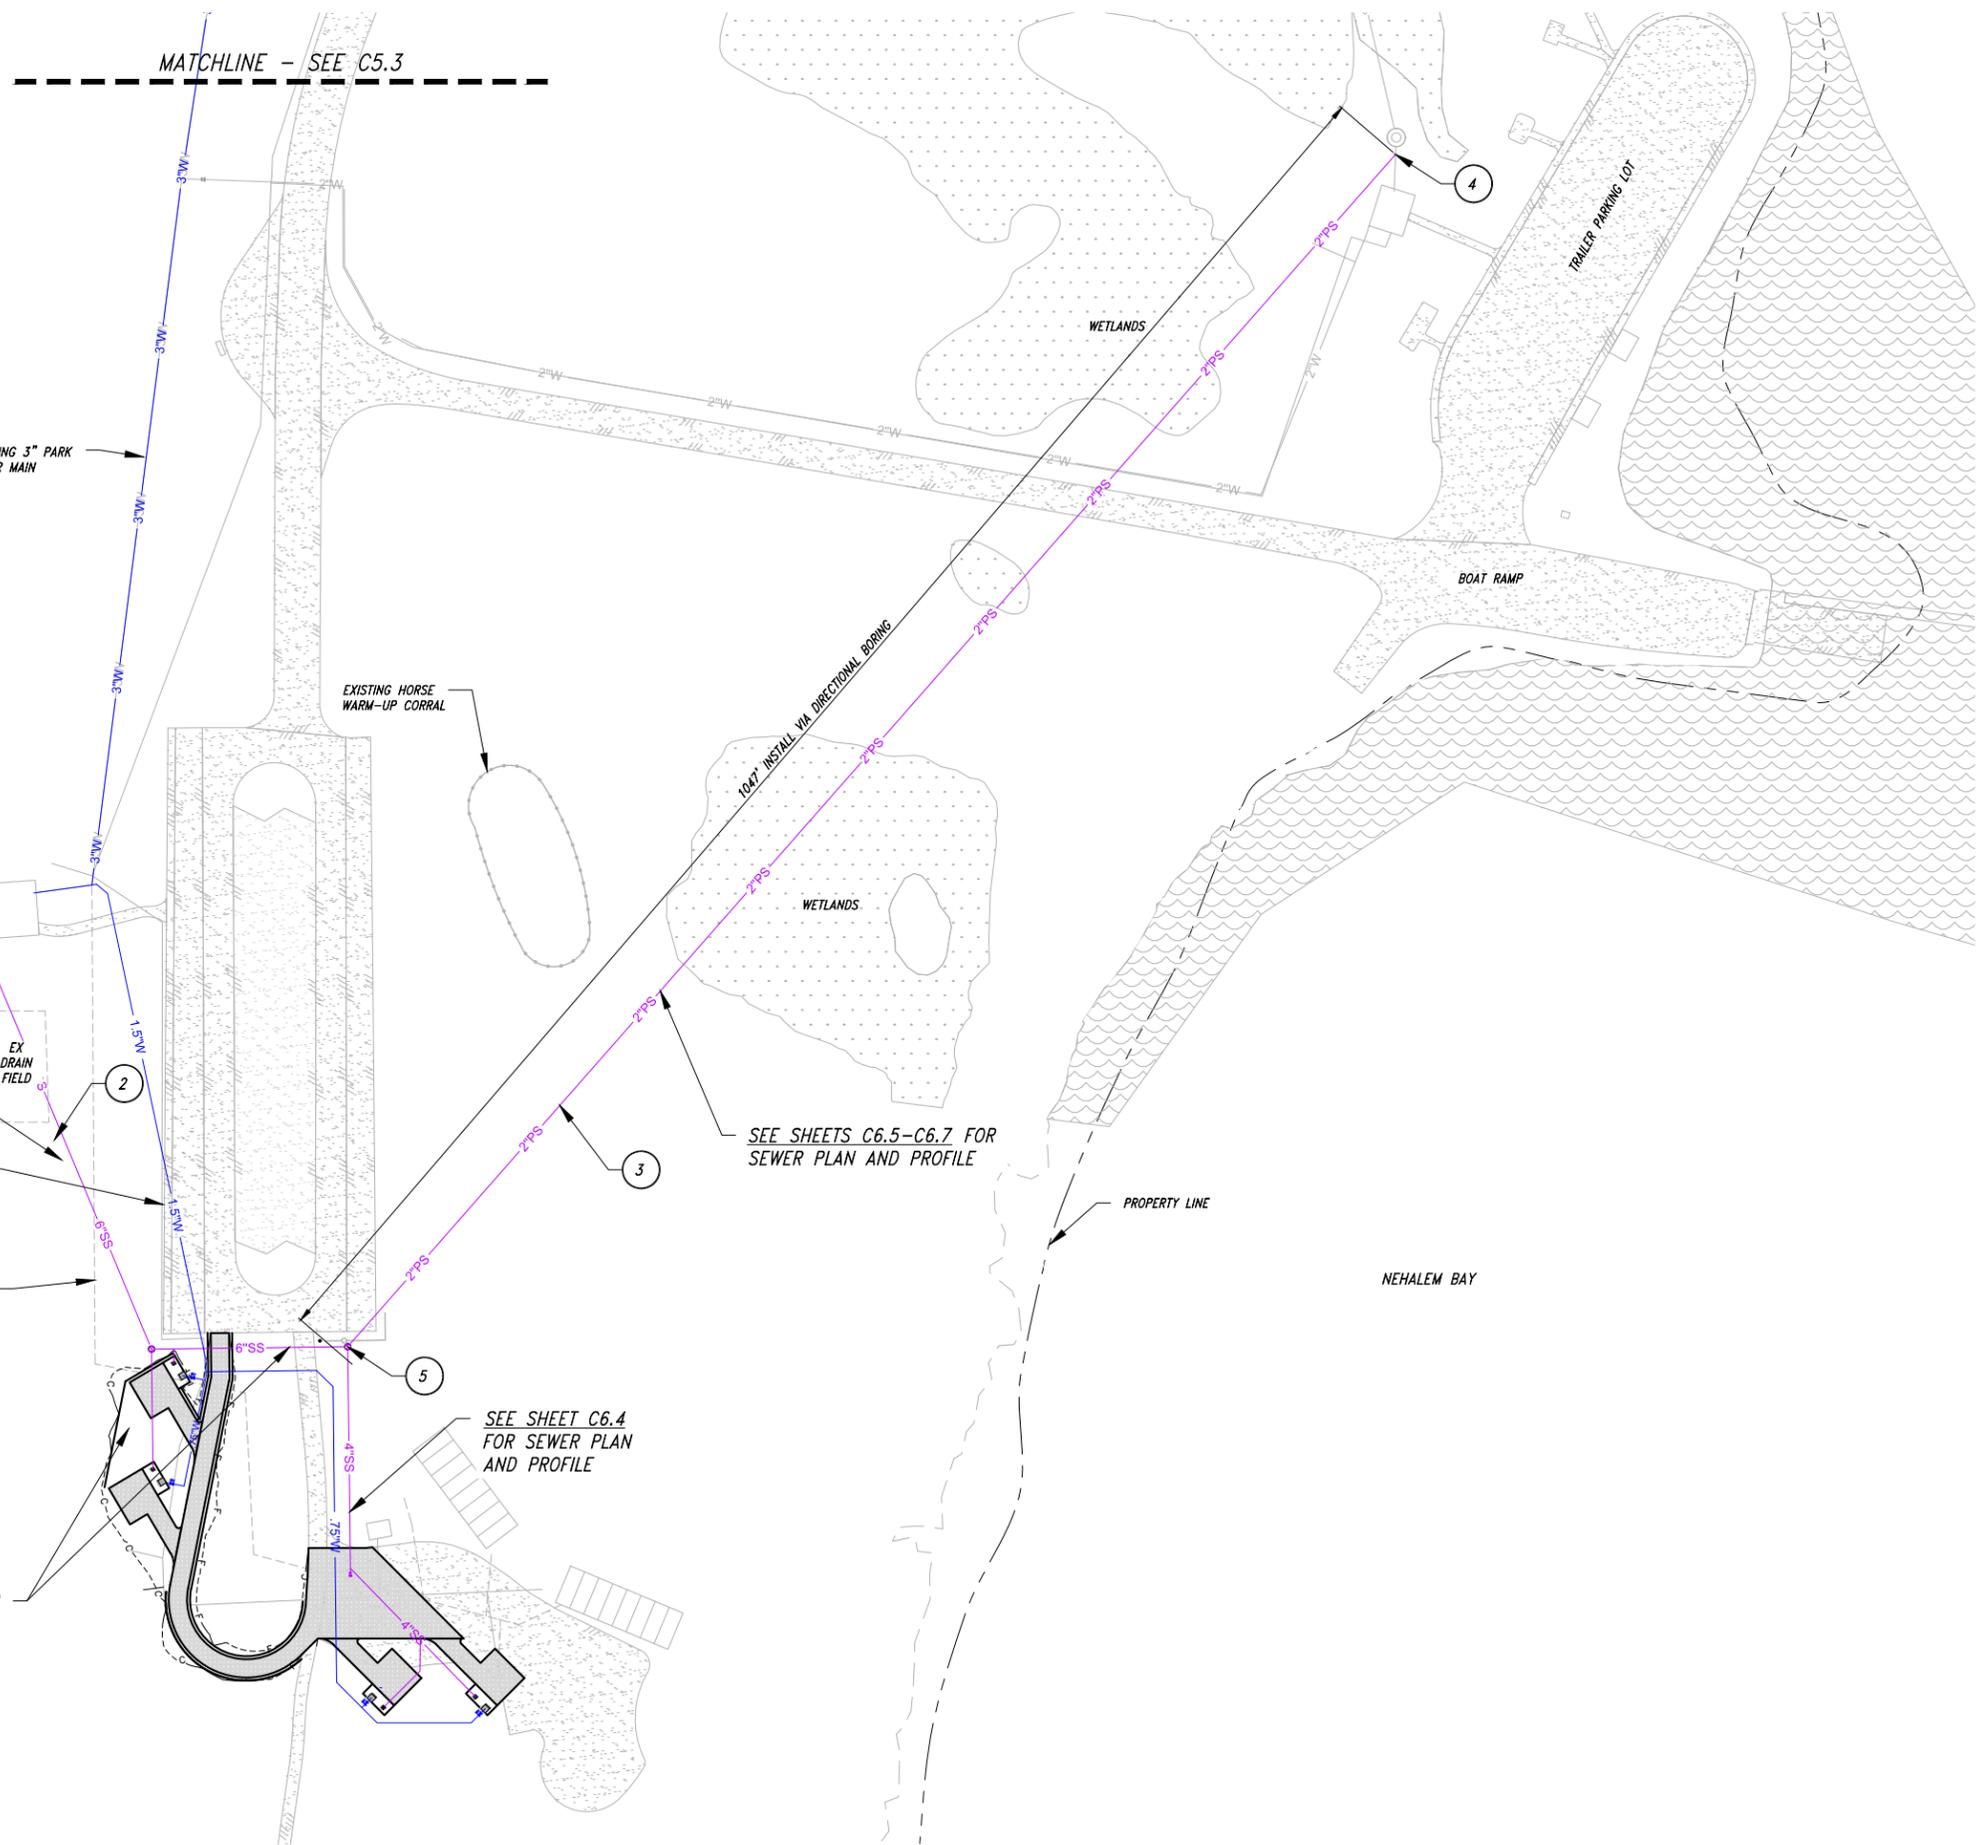 MATCHLINE - SEE C5.3
3"W
2"W
4
2"PS
TRAILER PARKING LOT
3"W
2"W
WETLANDS
2"PS
2"W
2"W
2"W
2"W
ING 3" PARK
R MAIN
2"W
2"W
2"PS
3"W
BOAT RAMP
2"PS
3"W
EXISTING HORSE
WARM-UP CORRAL
1047' INSTALL VIA DIRECTIONAL BORING
2"PS
3"W
2"PS
WETLANDS
2"PS
1.5"W
EX
DRAIN
FIELD
2
2"PS
SEE SHEETS C6.5-C6.7 FOR
SEWER PLAN AND PROFILE
3
PROPERTY LINE
1.5"W
6"SS
2"PS
NEHALEM BAY
6"SS
5
SEE SHEET C6.4
FOR SEWER PLAN
AND PROFILE
4"SS
.75"W
4"SS